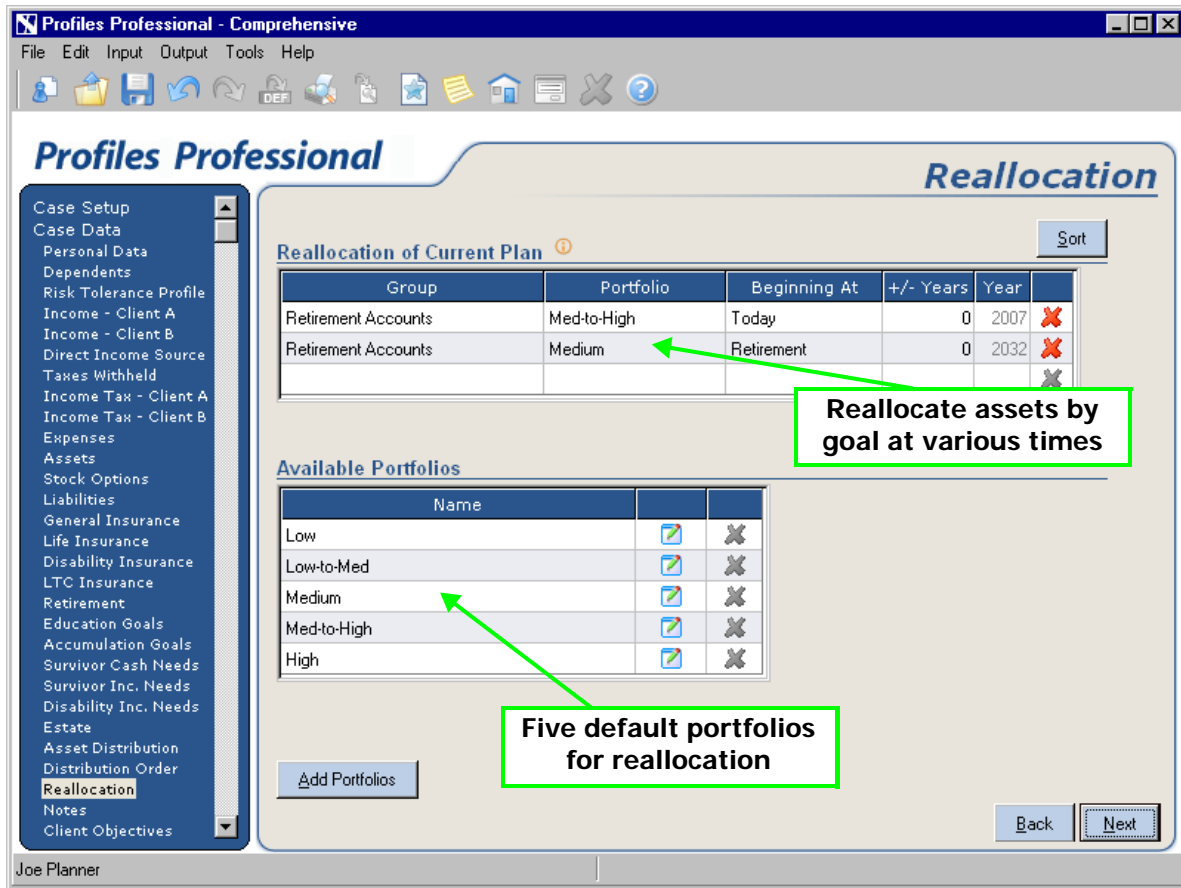 Profiles Professional - Comprehensive
File Edit Input Output Tools Help
DEF
Profiles Professional
Reallocation
Case Setup
Case Data
Personal Data
Dependents
Risk Tolerance Profile
Income - Client A
Income - Client B
Direct Income Source
Taxes Withheld
Income Tax - Client A
Income Tax - Client B
Expenses
Assets
Stock Options
Liabilities
General Insurance
Life Insurance
Disability Insurance
LTC Insurance
Retirement
Education Goals
Accumulation Goals
Survivor Cash Needs
Survivor Inc. Needs
Disability Inc. Needs
Estate
Asset Distribution
Distribution Order
Reallocation
Notes
Client Objectives
Sort
Reallocation of Current Plan
Group Portfolio Beginning At +/- Years Year
Retirement Accounts Med-to-High Today 0 2007
Retirement Accounts Medium Retirement 0 2032
Reallocate assets by
goal at various times
Available Portfolios
Name
Low
Low-to-Med
Medium
Med-to-High
High
Five default portfolios
for reallocation
Add Portfolios
Back Next
Joe Planner